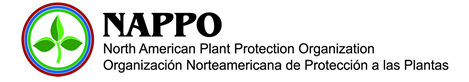 NAPPO
North American Plant Protection Organization
Organización Norteamericana de Protección a las Plantas